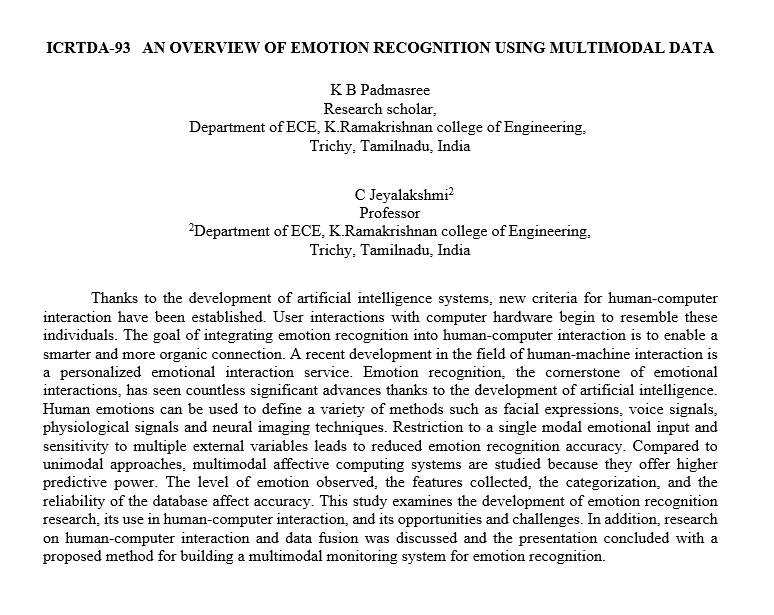 ICRTDA-93 AN OVERVIEW OF EMOTION RECOGNITION USING MULTIMODAL DATA
K B Padmasree
Research scholar,
Department of ECE, K.Ramakrishnan college of Engineering,
Trichy, Tamilnadu, India
C Jeyalakshmi²
Professor
²Department of ECE, K.Ramakrishnan college of Engineering,
Trichy, Tamilnadu, India
Thanks to the development of artificial intelligence systems, new criteria for human-computer
interaction have been established. User interactions with computer hardware begin to resemble these
individuals. The goal of integrating emotion recognition into human-computer interaction is to enable a
smarter and more organic connection. A recent development in the field of human-machine interaction is
a personalized emotional interaction service. Emotion recognition, the cornerstone of emotional
interactions, has seen countless significant advances thanks to the development of artificial intelligence.
Human emotions can be used to define a variety of methods such as facial expressions, voice signals,
physiological signals and neural imaging techniques. Restriction to a single modal emotional input and
sensitivity to multiple external variables leads to reduced emotion recognition accuracy. Compared to
unimodal approaches, multimodal affective computing systems are studied because they offer higher
predictive power. The level of emotion observed, the features collected, the categorization, and the
reliability of the database affect accuracy. This study examines the development of emotion recognition
research, its use in human-computer interaction, and its opportunities and challenges. In addition, research
on human-computer interaction and data fusion was discussed and the presentation concluded with a
proposed method for building a multimodal monitoring system for emotion recognition.